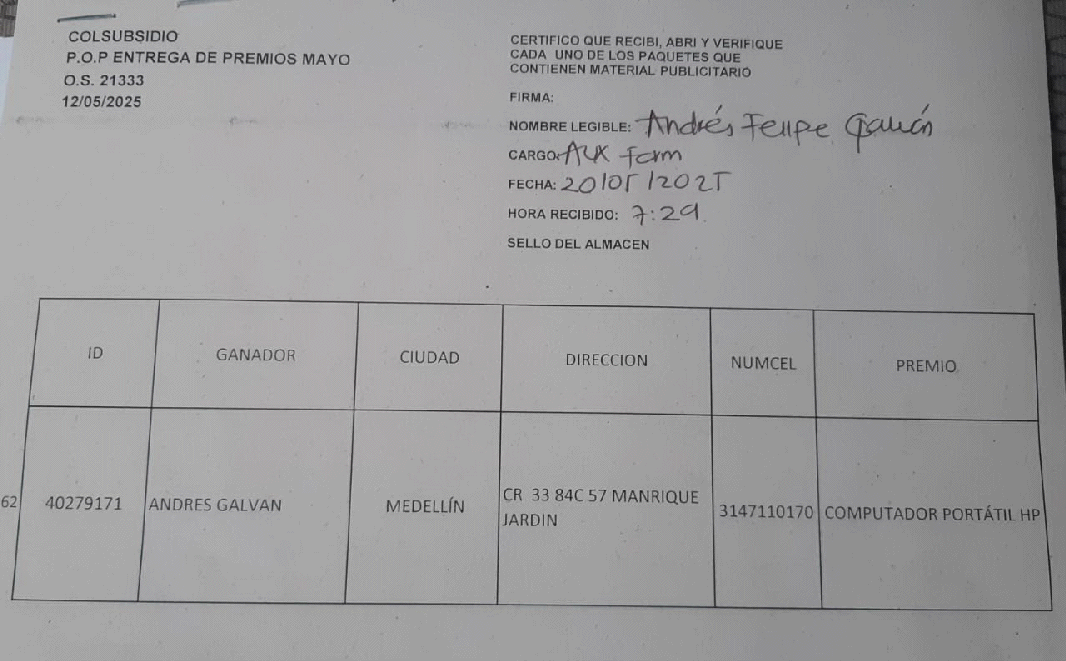 COLSUBSIDIO
P.O.P ENTREGA DE PREMIOS MAYO
O.S. 21333
12/05/2025
CERTIFICO QUE RECIBI, ABRI Y VERIFIQUE
CADA UNO DE LOS PAQUETES QUE
CONTIENEN MATERIAL PUBLICITARIO
FIRMA:
NOMBRE LEGIBLE: Andrés Felipe Galván
CARGO: AUX farm
FECHA: 20/05/2025
HORA RECIBIDO: 7:29
SELLO DEL ALMACEN
ID GANADOR CIUDAD DIRECCION NUMCEL PREMIO
62 40279171 ANDRES GALVAN MEDELLÍN CR 33 84C 57 MANRIQUE JARDIN 3147110170 COMPUTADOR PORTÁTIL HP